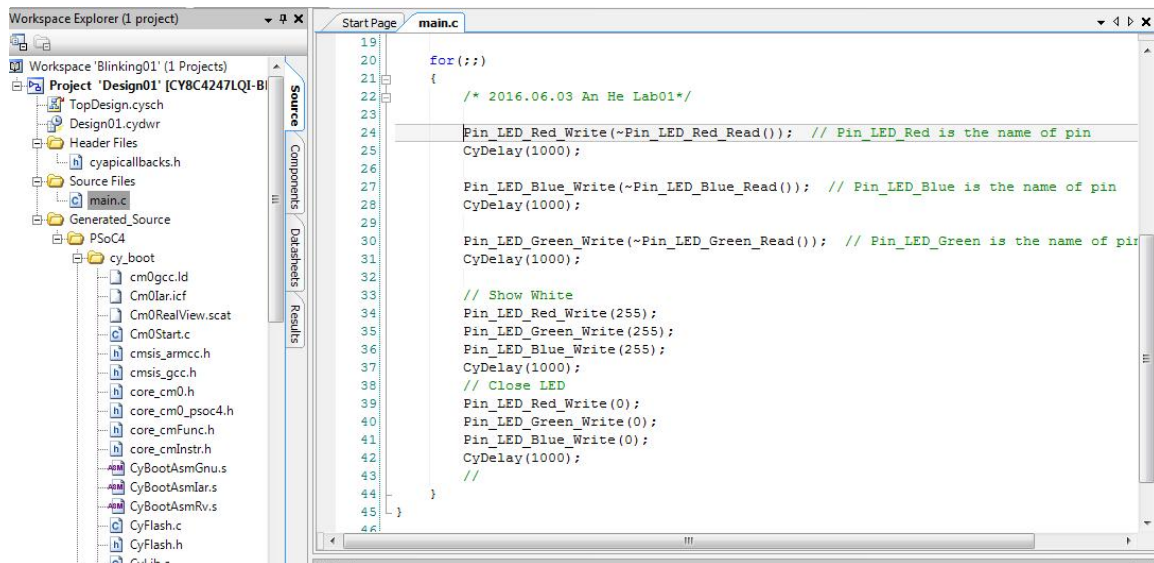 Workspace Explorer (1 project)
Workspace 'Blinking01' (1 Projects)
Project 'Design01' [CY8C4247LQI-Bl
TopDesign.cysch
Design01.cydwr
Header Files
cyapicallbacks.h
Source Files
main.c
Generated_Source
PSoC4
cy_boot
cm0gcc.ld
Cm0Iar.icf
Cm0RealView.scat
Cm0Start.c
cmsis_armcc.h
cmsis_gcc.h
core_cm0.h
core_cm0_psoc4.h
core_cmFunc.h
core_cmInstr.h
CyBootAsmGnu.s
CyBootAsmIar.s
CyBootAsmRv.s
CyFlash.c
CyFlash.h
Source
Components
Datasheets
Results
Start Page
main.c
19
20 for(;;)
21 {
22 /* 2016.06.03 An He Lab01*/
23
24 Pin_LED_Red_Write(~Pin_LED_Red_Read()); // Pin_LED_Red is the name of pin
25 CyDelay(1000);
26
27 Pin_LED_Blue_Write(~Pin_LED_Blue_Read()); // Pin_LED_Blue is the name of pin
28 CyDelay(1000);
29
30 Pin_LED_Green_Write(~Pin_LED_Green_Read()); // Pin_LED_Green is the name of pin
31 CyDelay(1000);
32
33 // Show White
34 Pin_LED_Red_Write(255);
35 Pin_LED_Green_Write(255);
36 Pin_LED_Blue_Write(255);
37 CyDelay(1000);
38 // Close LED
39 Pin_LED_Red_Write(0);
40 Pin_LED_Green_Write(0);
41 Pin_LED_Blue_Write(0);
42 CyDelay(1000);
43 //
44 }
45 }
46